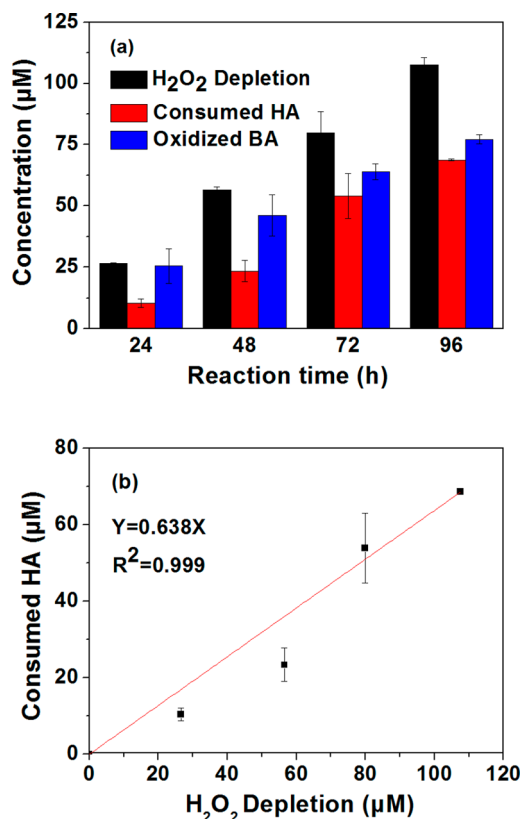 125
100
75
50
25
0
Concentration (µM)
(a)
H₂O₂ Depletion
Consumed HA
Oxidized BA
24 48 72 96
Reaction time (h)
80
60
40
20
0
Consumed HA (µM)
(b)
Y=0.638X
R²=0.999
0 20 40 60 80 100 120
H₂O₂ Depletion (µM)